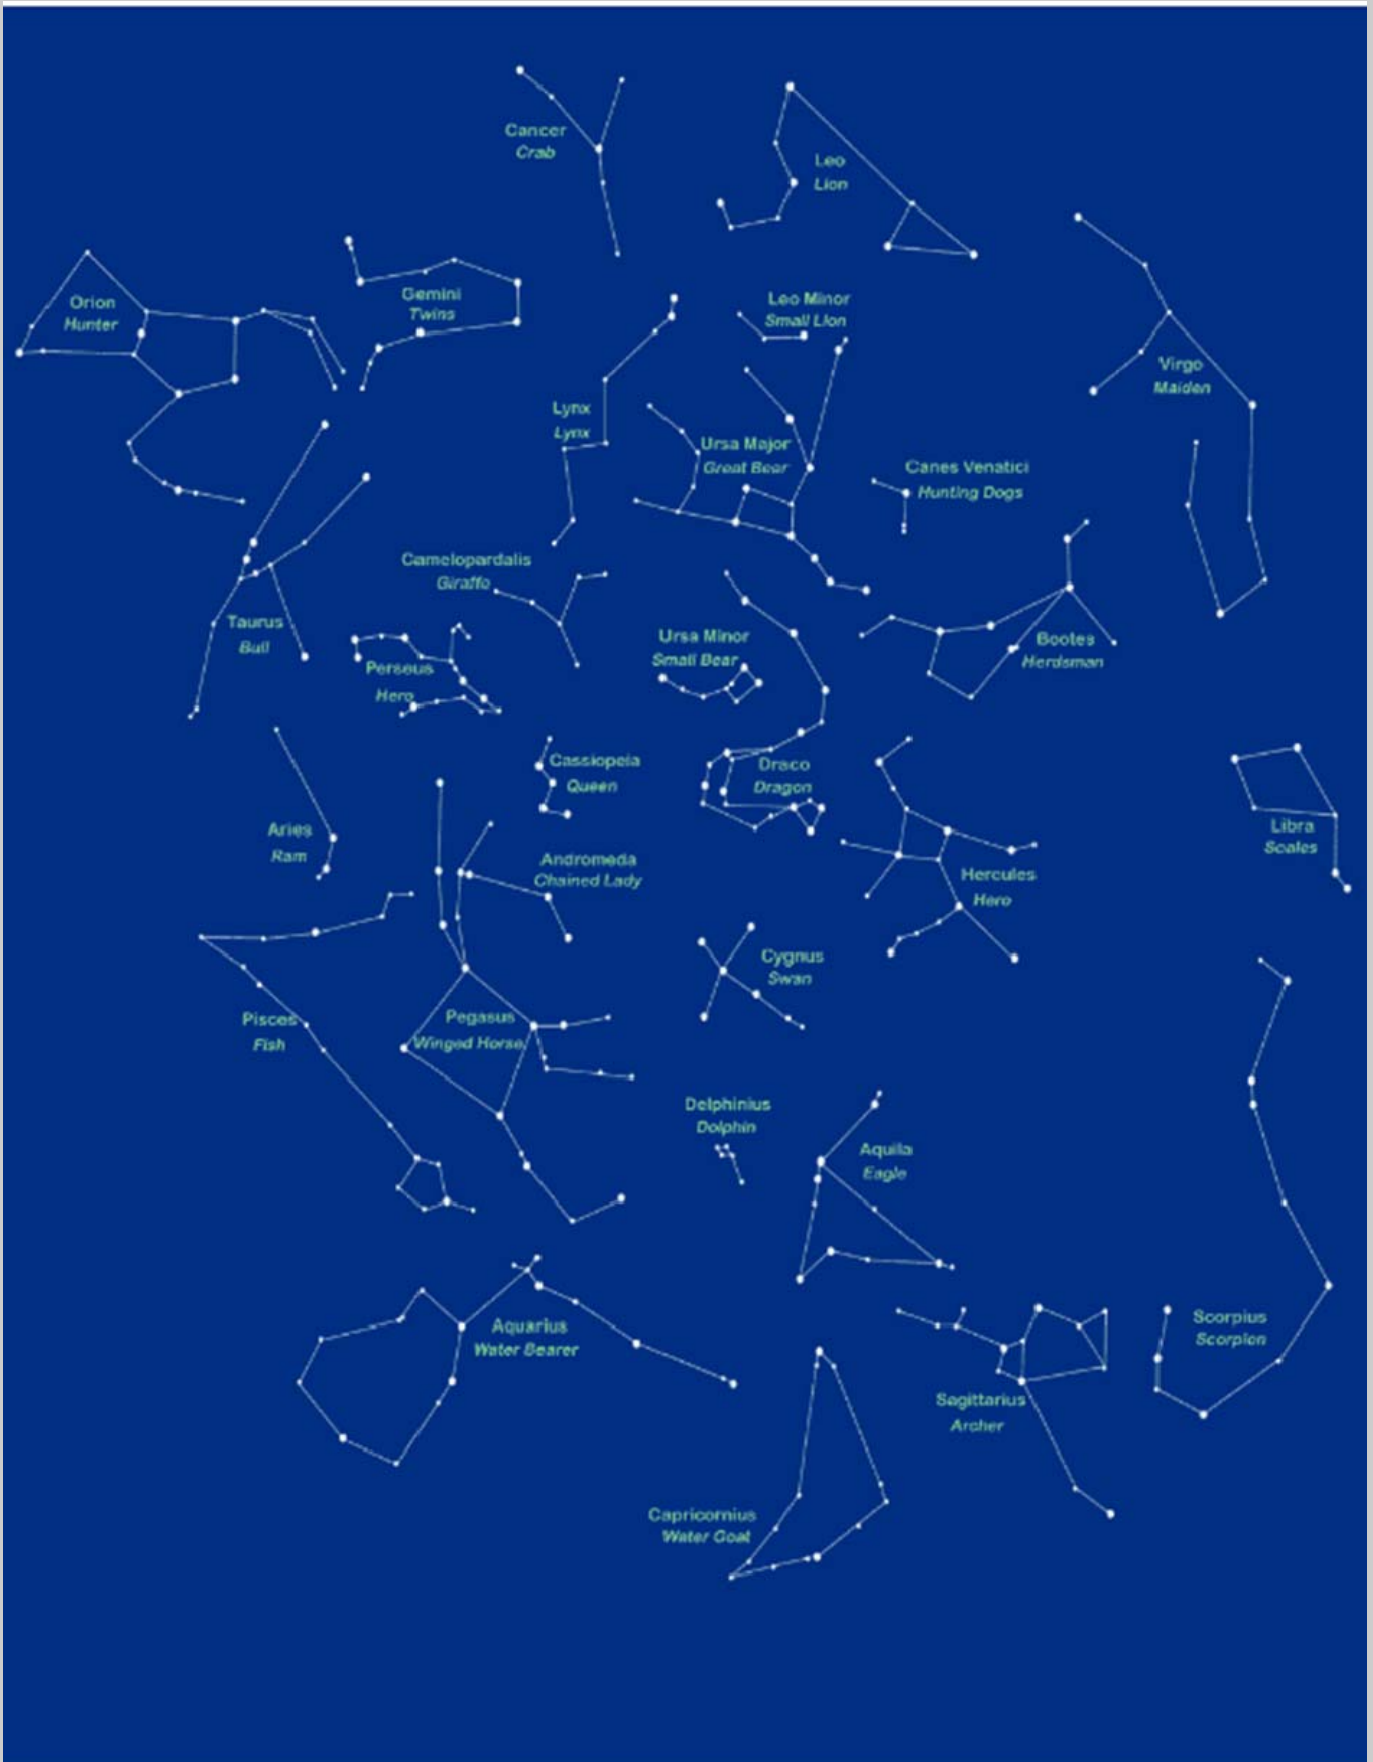 Cancer
Crab
Leo
Lion
Orion
Hunter
Gemini
Twins
Leo Minor
Small Lion
Virgo
Maiden
Lynx
Lynx
Ursa Major
Great Bear
Canes Venatici
Hunting Dogs
Camelopardalis
Giraffe
Taurus
Bull
Perseus
Hero
Ursa Minor
Small Bear
Bootes
Herdsman
Cassiopeia
Queen
Draco
Dragon
Aries
Ram
Libra
Scales
Andromeda
Chained Lady
Hercules
Hero
Cygnus
Swan
Pisces
Fish
Pegasus
Winged Horse
Delphinius
Dolphin
Aquila
Eagle
Aquarius
Water Bearer
Scorpius
Scorpion
Sagittarius
Archer
Capricornius
Water Goat